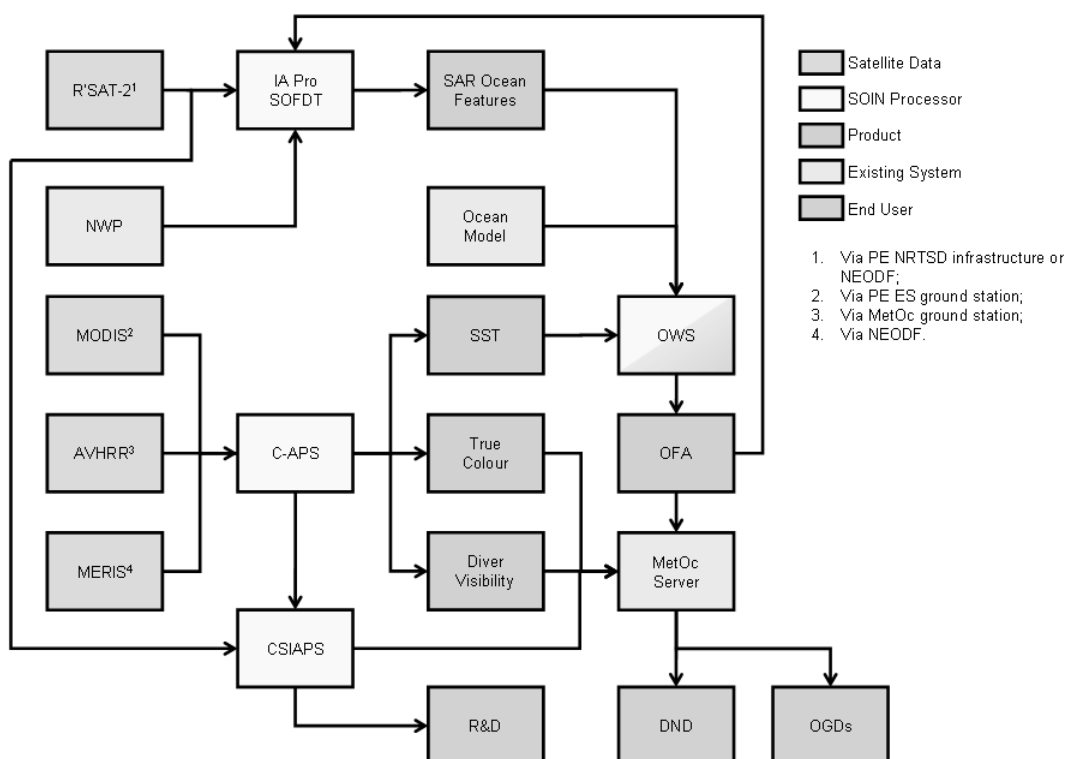 R'SAT-2¹
IA Pro
SOFDT
SAR Ocean
Features
NWP
Ocean
Model
MODIS²
SST
OWS
AVHRR³
C-APS
True
Colour
OFA
MERIS⁴
Diver
Visibility
MetOc
Server
CSIAPS
R&D
DND
OGDs
Satellite Data
SOIN Processor
Product
Existing System
End User
1. Via PE NRTSD infrastructure or
NEODF;
2. Via PE ES ground station;
3. Via MetOc ground station;
4. Via NEODF.